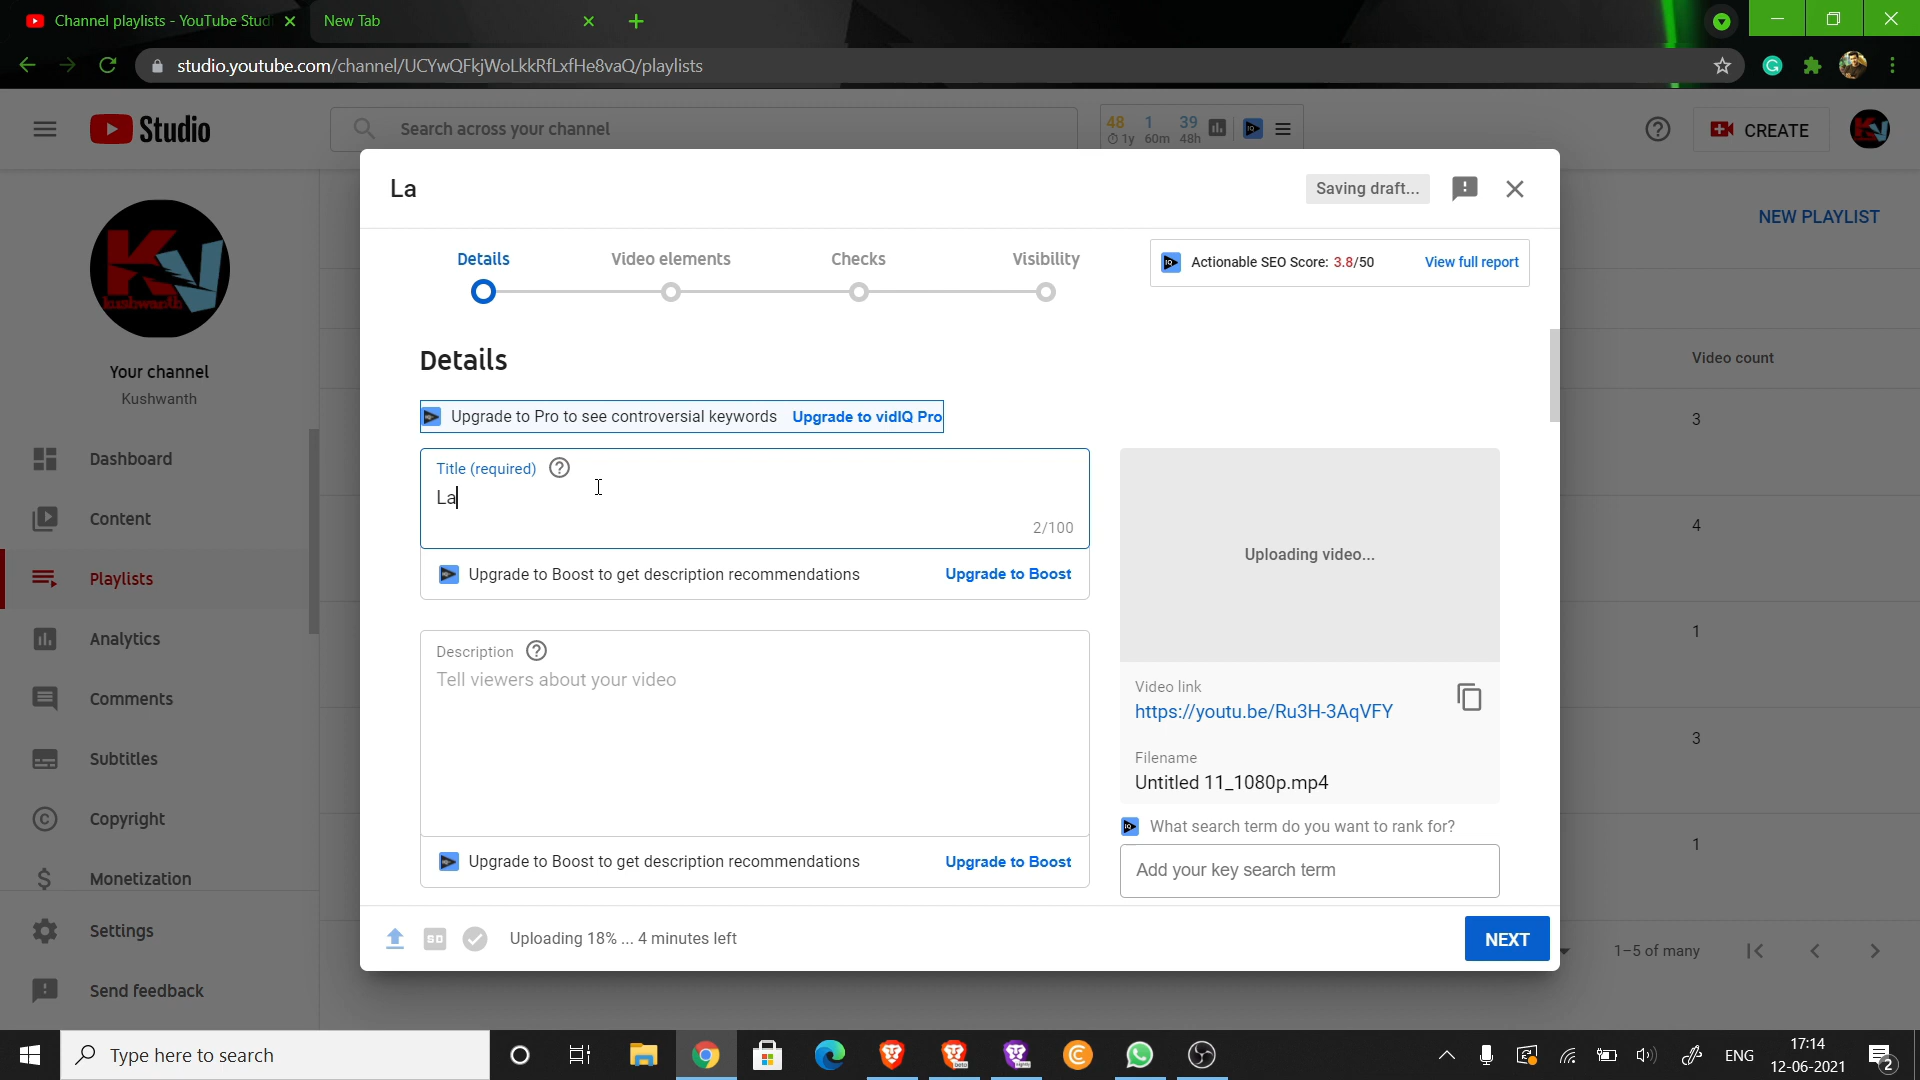 Channel playlists - YouTube Stud
New Tab
studio.youtube.com/channel/UCYwQFkjWoLkkRfLxfHe8vaQ/playlists
Studio
Search across your channel
48 1 39
1y 60m 48h
CREATE
La
Saving draft...
NEW PLAYLIST
Details
Video elements
Checks
Visibility
Actionable SEO Score: 3.8/50
View full report
Your channel
Kushwanth
Details
Video count
Upgrade to Pro to see controversial keywords
Upgrade to vidIQ Pro
3
Title (required)
La
2/100
Dashboard
Content
4
Uploading video...
Upgrade to Boost to get description recommendations
Upgrade to Boost
Playlists
Analytics
1
Description
Tell viewers about your video
Video link
https://youtu.be/Ru3H-3AqVFY
Comments
Subtitles
3
Filename
Untitled 11_1080p.mp4
Copyright
What search term do you want to rank for?
1
Upgrade to Boost to get description recommendations
Upgrade to Boost
Add your key search term
Monetization
Settings
Uploading 18% ... 4 minutes left
NEXT
1–5 of many
Send feedback
Type here to search
ENG
17:14
12-06-2021
2